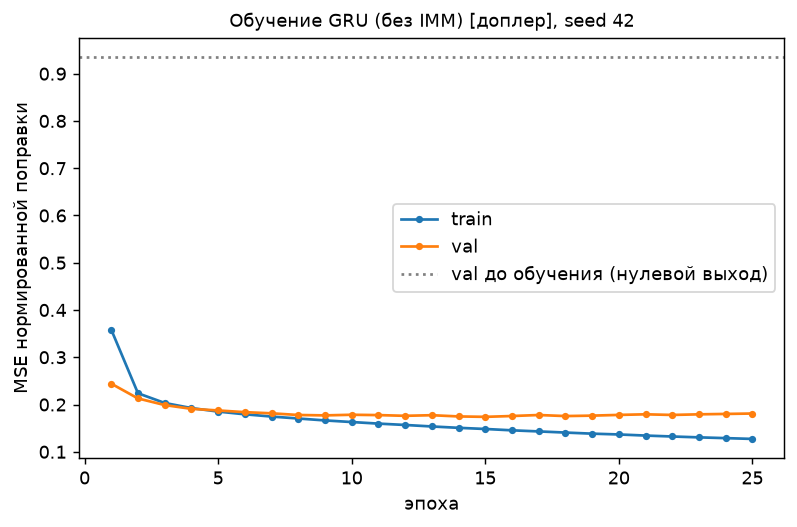 Обучение GRU (без IMM) [доплер], seed 42
MSE нормированной поправки
0.9
0.8
0.7
0.6
0.5
0.4
0.3
0.2
0.1
train
val
val до обучения (нулевой выход)
0 5 10 15 20 25
эпоха